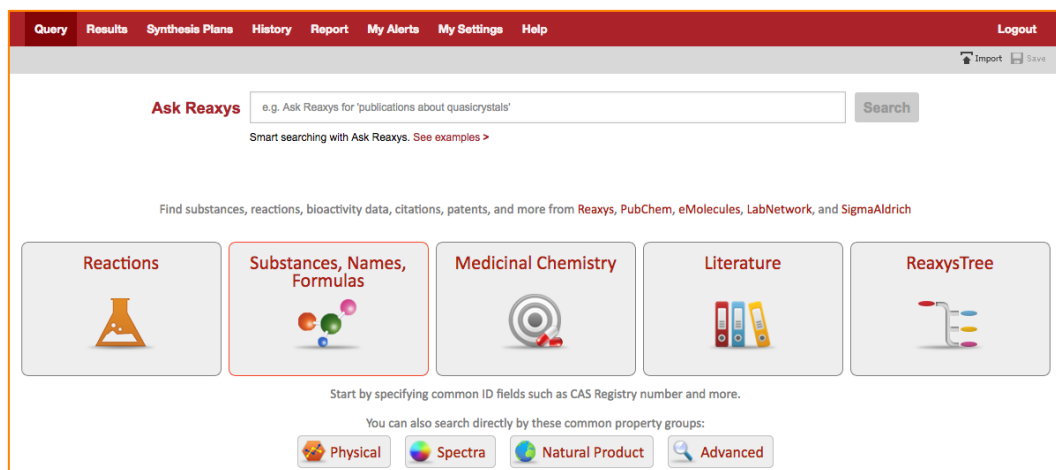 Query Results Synthesis Plans History Report My Alerts My Settings Help Logout
Import Save
Ask Reaxys e.g. Ask Reaxys for 'publications about quasicrystals' Search
Smart searching with Ask Reaxys. See examples >
Find substances, reactions, bioactivity data, citations, patents, and more from Reaxys, PubChem, eMolecules, LabNetwork, and SigmaAldrich
Reactions
Substances, Names,
Formulas
Medicinal Chemistry
Literature
ReaxysTree
Start by specifying common ID fields such as CAS Registry number and more.
You can also search directly by these common property groups:
Physical Spectra Natural Product Advanced